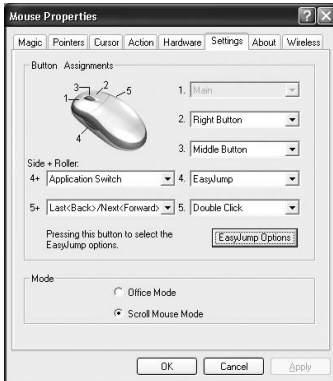 Mouse Properties
Magic Pointers Cursor Action Hardware Settings About Wireless
Button Assignments
3 2
1 5
4
1. Main
2. Right Button
3. Middle Button
Side + Roller:
4+ Application Switch 4. EasyJump
5+ Last<Back>/Next<Forward> 5. Double Click
Pressing this button to select the EasyJump Options
EasyJump options.
Mode
Office Mode
Scroll Mouse Mode
OK Cancel Apply